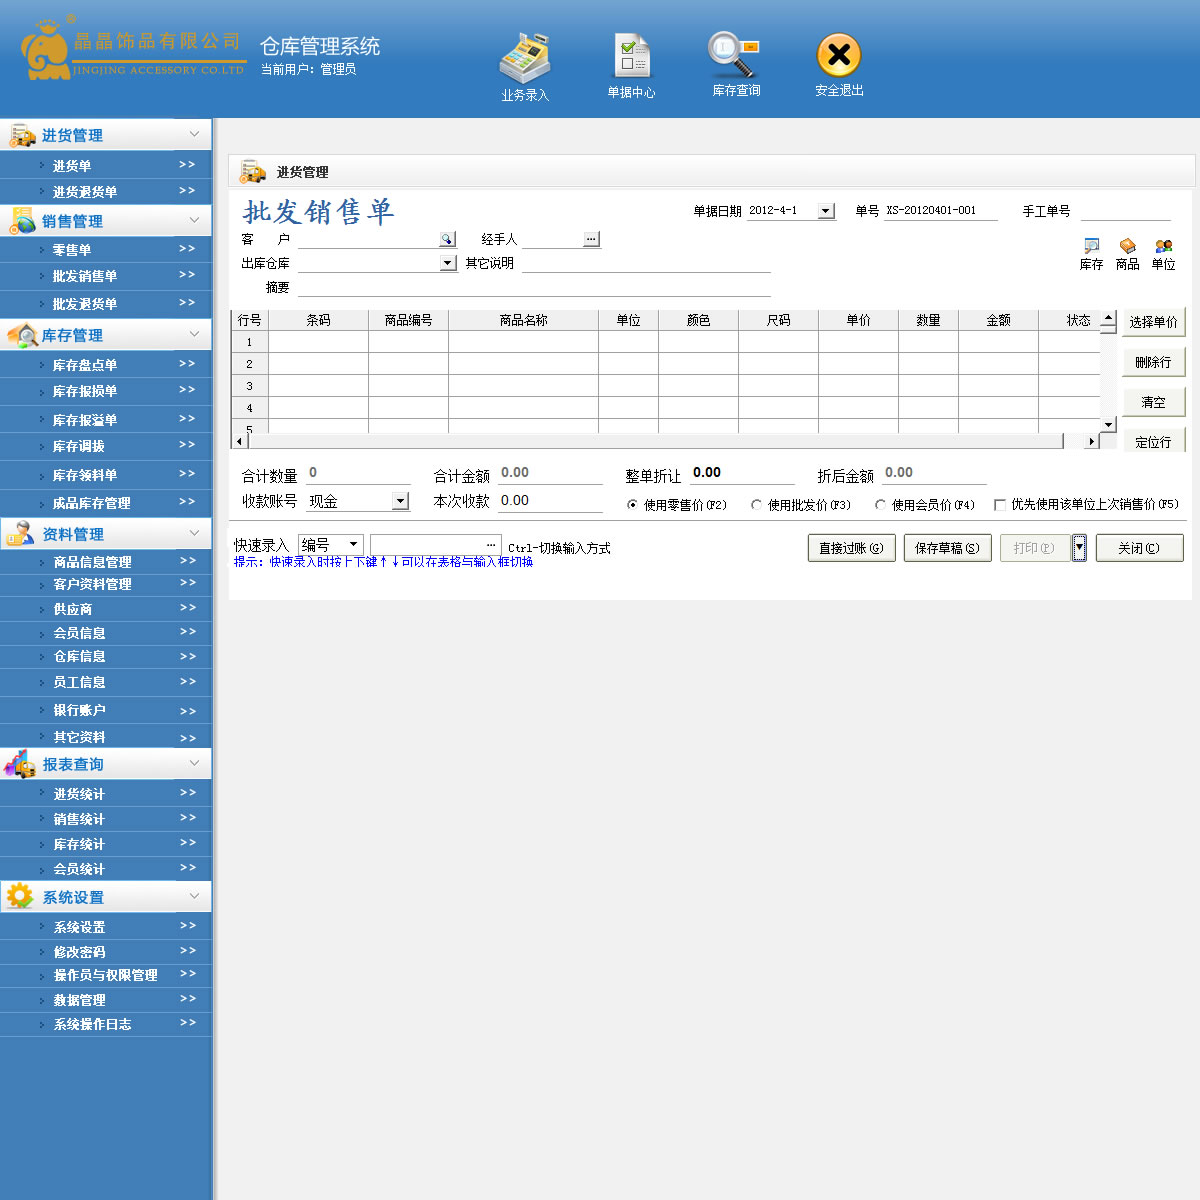 晶晶饰品有限公司
JINGJING ACCESSORY CO.LTD
仓库管理系统
当前用户：管理员
业务录入
单据中心
库存查询
安全退出
进货管理
进货单 >>
进货退货单 >>
销售管理
零售单 >>
批发销售单 >>
批发退货单 >>
库存管理
库存盘点单 >>
库存报损单 >>
库存报溢单 >>
库存调拨 >>
库存领料单 >>
成品库存管理 >>
资料管理
商品信息管理 >>
客户资料管理 >>
供应商 >>
会员信息 >>
仓库信息 >>
员工信息 >>
银行账户 >>
其它资料 >>
报表查询
进货统计 >>
销售统计 >>
库存统计 >>
会员统计 >>
系统设置
系统设置 >>
修改密码 >>
操作员与权限管理 >>
数据管理 >>
系统操作日志 >>
进货管理
批发销售单
单据日期 2012-4-1 单号 XS-20120401-001 手工单号
客 户 经手人
出库仓库 其它说明
摘要
库存 商品 单位
行号 条码 商品编号 商品名称 单位 颜色 尺码 单价 数量 金额 状态
1
2
3
4
5
选择单价
删除行
清空
定位行
合计数量 0 合计金额 0.00 整单折让 0.00 折后金额 0.00
收款账号 现金 本次收款 0.00 使用零售价(F2) 使用批发价(F3) 使用会员价(F4) 优先使用该单位上次销售价(F5)
快速录入 编号 ... Ctrl-切换输入方式
提示：快速录入时按上下键↑↓可以在表格与输入框切换
直接过账(G) 保存草稿(S) 打印(P) 关闭(C)